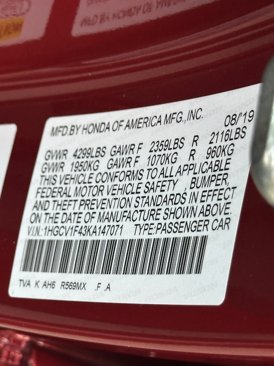 MFD.BY HONDA OF AMERICA MFG.,INC. 08/19
GVWR 4299LBS GAWR F 2359LBS R 2116LBS
GVWR 1950KG GAWR F 1070KG R 960KG
THIS VEHICLE CONFORMS TO ALL APPLICABLE
FEDERAL MOTOR VEHICLE SAFETY , BUMPER,
AND THEFT PREVENTION STANDARDS IN EFFECT
ON THE DATE OF MANUFACTURE SHOWN ABOVE.
V.I.N.: 1HGCV1F43KA147071 TYPE:PASSENGER CAR
TVA K AH6 R569MX .F .A